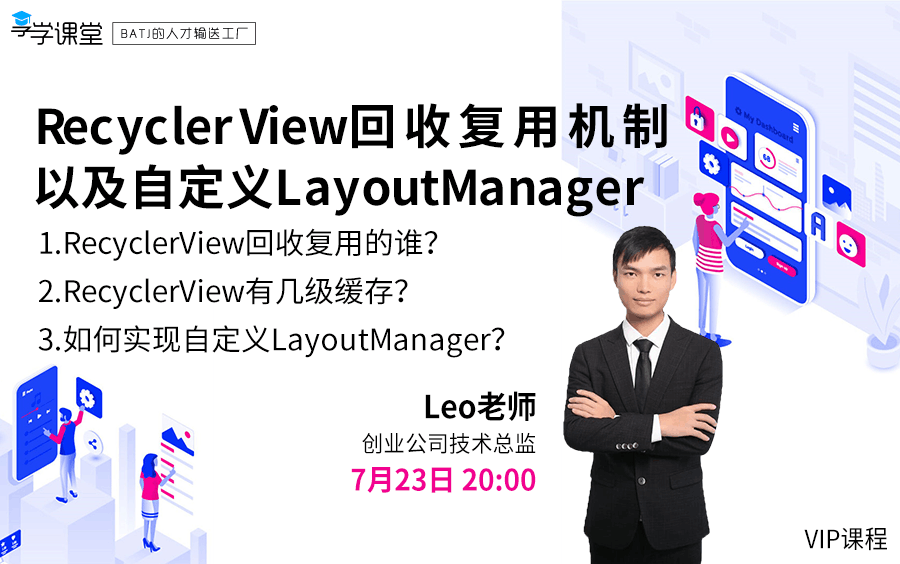 享学课堂
BATJ的人才输送工厂
RecyclerView回收复用机制
以及自定义LayoutManager
1.RecyclerView回收复用的谁？
2.RecyclerView有几级缓存？
3.如何实现自定义LayoutManager？
Leo老师
创业公司技术总监
7月23日 20:00
VIP课程
My Dashboard
68
Login